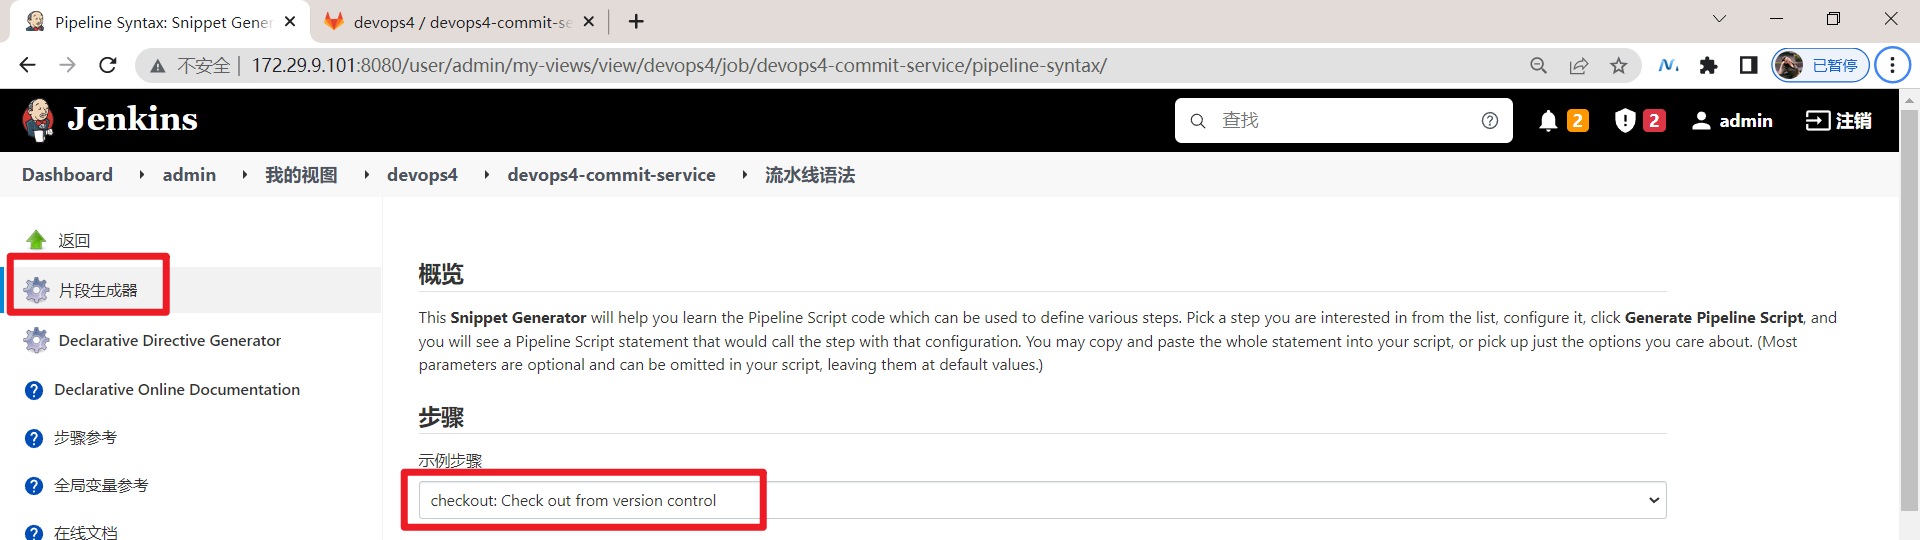 Pipeline Syntax: Snippet Gener
devops4 / devops4-commit-se
不安全 | 172.29.9.101:8080/user/admin/my-views/view/devops4/job/devops4-commit-service/pipeline-syntax/
已暂停
Jenkins
查找
2
2
admin
注销
Dashboard
admin
我的视图
devops4
devops4-commit-service
流水线语法
返回
片段生成器
Declarative Directive Generator
Declarative Online Documentation
步骤参考
全局变量参考
在线文档
概览
This Snippet Generator will help you learn the Pipeline Script code which can be used to define various steps. Pick a step you are interested in from the list, configure it, click Generate Pipeline Script, and
you will see a Pipeline Script statement that would call the step with that configuration. You may copy and paste the whole statement into your script, or pick up just the options you care about. (Most
parameters are optional and can be omitted in your script, leaving them at default values.)
步骤
示例步骤
checkout: Check out from version control